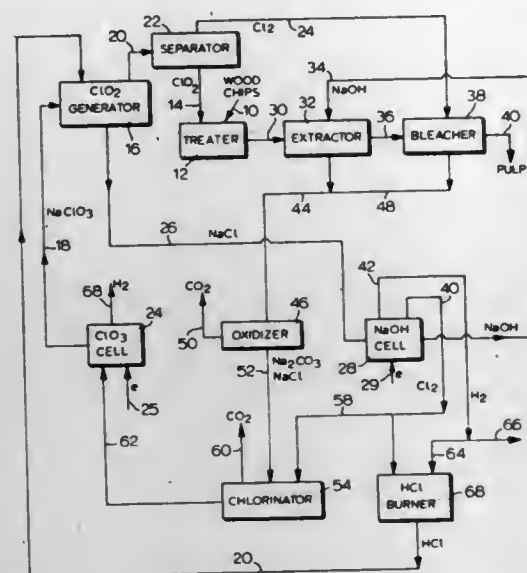 22
SEPARATOR
Cl2
24
20
ClO2
14
WOOD CHIPS
10
34
NaOH
ClO2 GENERATOR
16
TREATER
12
30
32
EXTRACTOR
36
38
BLEACHER
40
PULP
44
48
NaClO3
18
26
NaCl
42
40
H2
68
24
ClO3 CELL
e
25
CO2
50
46
OXIDIZER
52
Na2CO3
NaCl
NaOH CELL
28
29
e
NaOH
Cl2
H2
58
66
64
62
CO2
60
CHLORINATOR
54
HCl BURNER
68
HCl
20